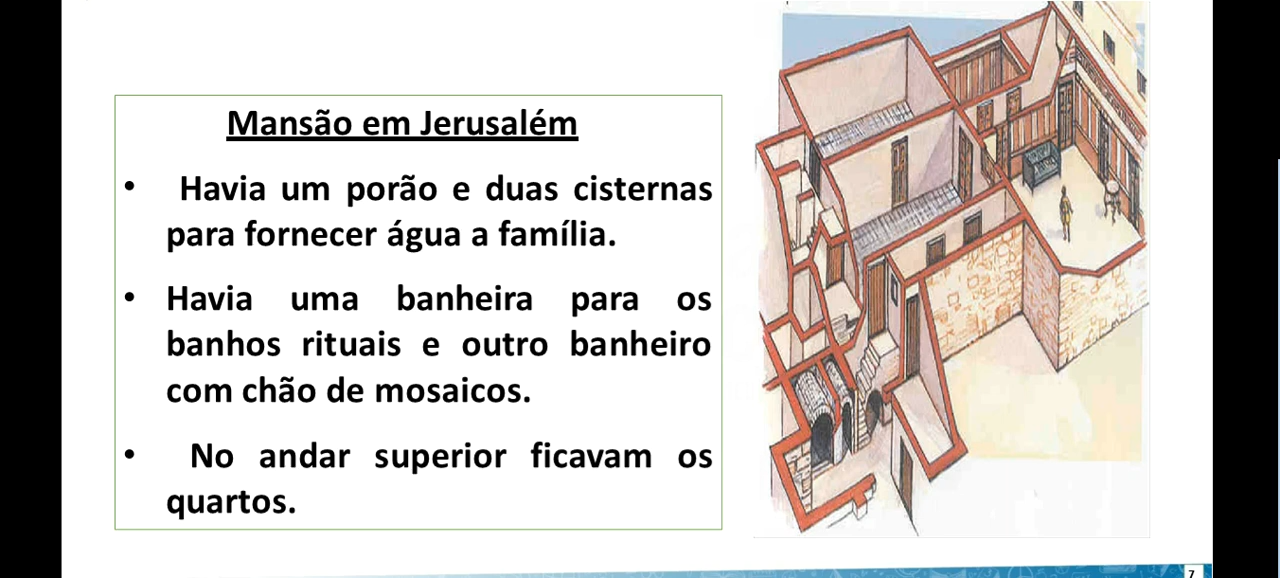 Mansão em Jerusalém
• Havia um porão e duas cisternas
para fornecer água a família.
• Havia uma banheira para os
banhos rituais e outro banheiro
com chão de mosaicos.
• No andar superior ficavam os
quartos.
7